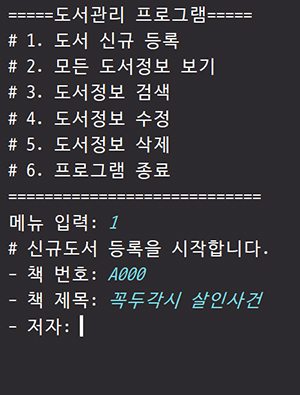 =====도서관리 프로그램=====
# 1. 도서 신규 등록
# 2. 모든 도서정보 보기
# 3. 도서정보 검색
# 4. 도서정보 수정
# 5. 도서정보 삭제
# 6. 프로그램 종료
============================
메뉴 입력: 1
# 신규도서 등록을 시작합니다.
- 책 번호: A000
- 책 제목: 꼭두각시 살인사건
- 저자: